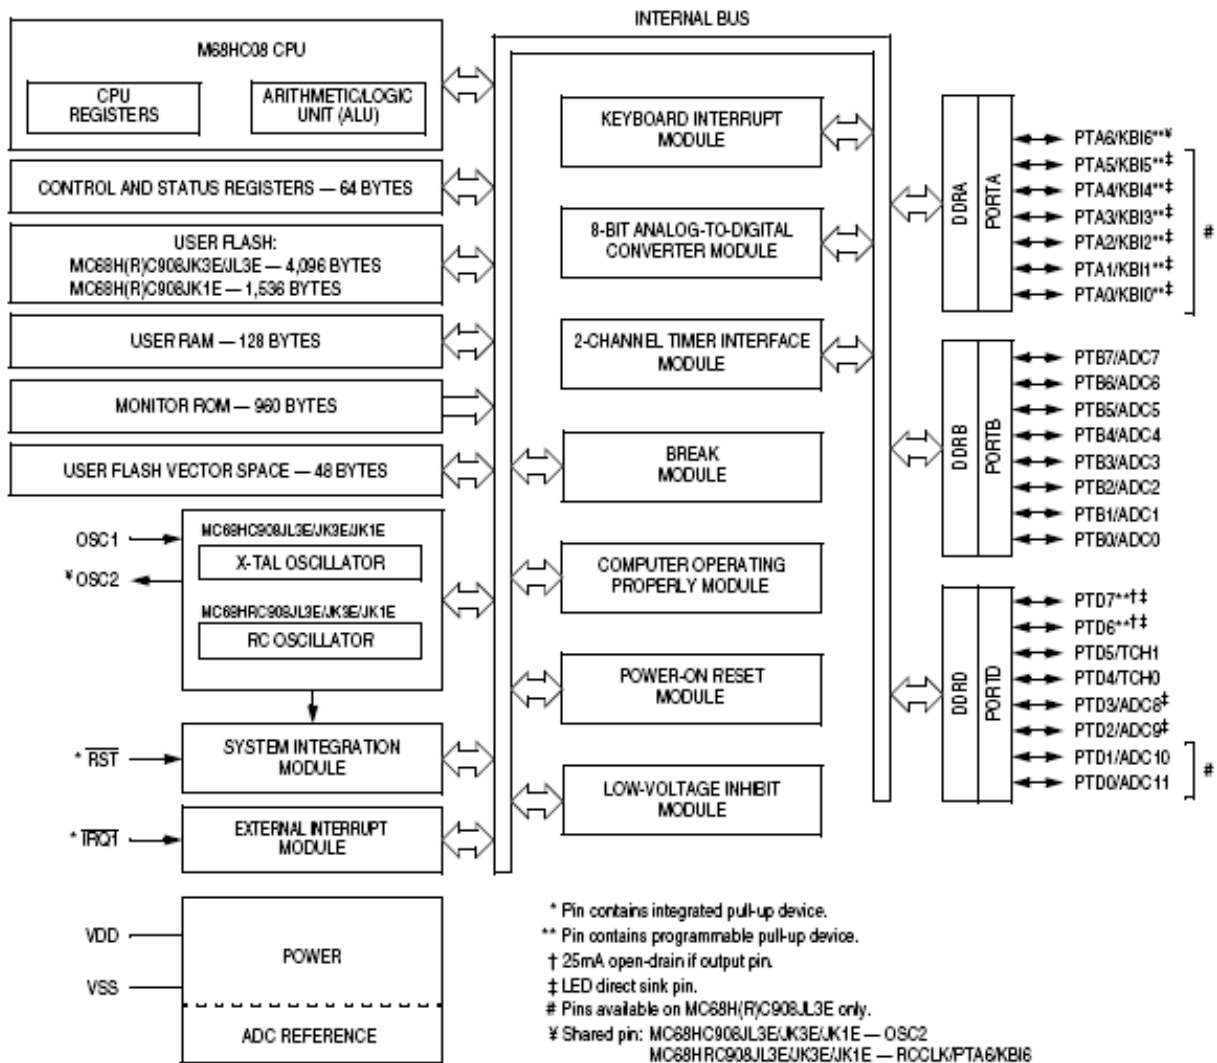 INTERNAL BUS
M68HC08 CPU
CPU
REGISTERS
ARITHMETIC/LOGIC
UNIT (ALU)
CONTROL AND STATUS REGISTERS — 64 BYTES
USER FLASH:
MC68H(R)C908JK3E/JL3E — 4,096 BYTES
MC68H(R)C908JK1E — 1,536 BYTES
USER RAM — 128 BYTES
MONITOR ROM — 960 BYTES
USER FLASH VECTOR SPACE — 48 BYTES
OSC1
¥ OSC2
MC68HC908JL3E/JK3E/JK1E
X-TAL OSCILLATOR
MC68HRC908JL3E/JK3E/JK1E
RC OSCILLATOR
* RST
SYSTEM INTEGRATION
MODULE
* IRQ1
EXTERNAL INTERRUPT
MODULE
VDD
VSS
POWER
ADC REFERENCE
KEYBOARD INTERRUPT
MODULE
8-BIT ANALOG-TO-DIGITAL
CONVERTER MODULE
2-CHANNEL TIMER INTERFACE
MODULE
BREAK
MODULE
COMPUTER OPERATING
PROPERLY MODULE
POWER-ON RESET
MODULE
LOW-VOLTAGE INHIBIT
MODULE
DDRA
PORTA
PTA6/KBI6**¥
PTA5/KBI5**‡
PTA4/KBI4**‡
PTA3/KBI3**‡
PTA2/KBI2**‡
PTA1/KBI1**‡
PTA0/KBI0**‡
#
DDRB
PORTB
PTB7/ADC7
PTB6/ADC6
PTB5/ADC5
PTB4/ADC4
PTB3/ADC3
PTB2/ADC2
PTB1/ADC1
PTB0/ADC0
DDRD
PORTD
PTD7**†‡
PTD6**†‡
PTD5/TCH1
PTD4/TCH0
PTD3/ADC8‡
PTD2/ADC9‡
PTD1/ADC10
PTD0/ADC11
#
* Pin contains integrated pull-up device.
** Pin contains programmable pull-up device.
† 25mA open-drain if output pin.
‡ LED direct sink pin.
# Pins available on MC68H(R)C908JL3E only.
¥ Shared pin: MC68HC908JL3E/JK3E/JK1E — OSC2
MC68HRC908JL3E/JK3E/JK1E — RCCLK/PTA6/KBI6